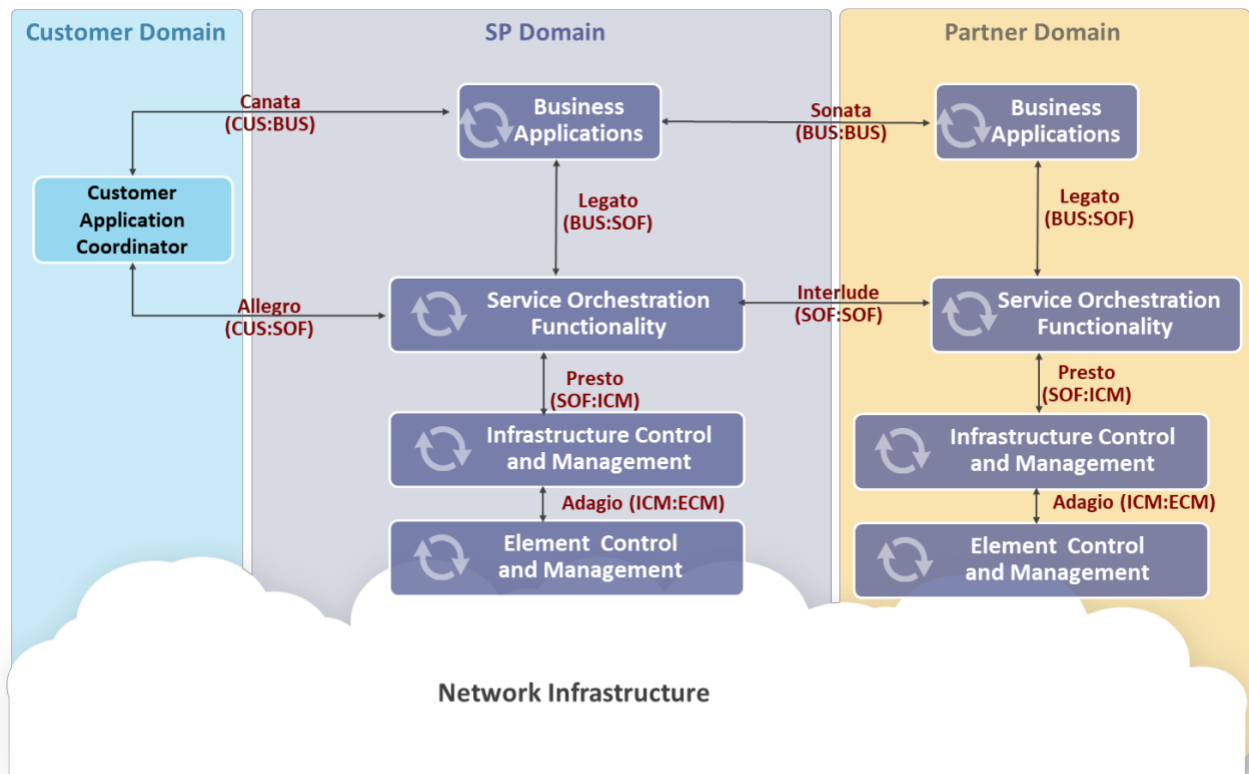 Customer Domain
SP Domain
Partner Domain
Canata
(CUS:BUS)
Business
Applications
Sonata
(BUS:BUS)
Business
Applications
Customer
Application
Coordinator
Legato
(BUS:SOF)
Legato
(BUS:SOF)
Allegro
(CUS:SOF)
Service Orchestration
Functionality
Interlude
(SOF:SOF)
Service Orchestration
Functionality
Presto
(SOF:ICM)
Presto
(SOF:ICM)
Infrastructure Control
and Management
Infrastructure Control
and Management
Adagio (ICM:ECM)
Adagio (ICM:ECM)
Element Control
and Management
Element Control
and Management
Network Infrastructure